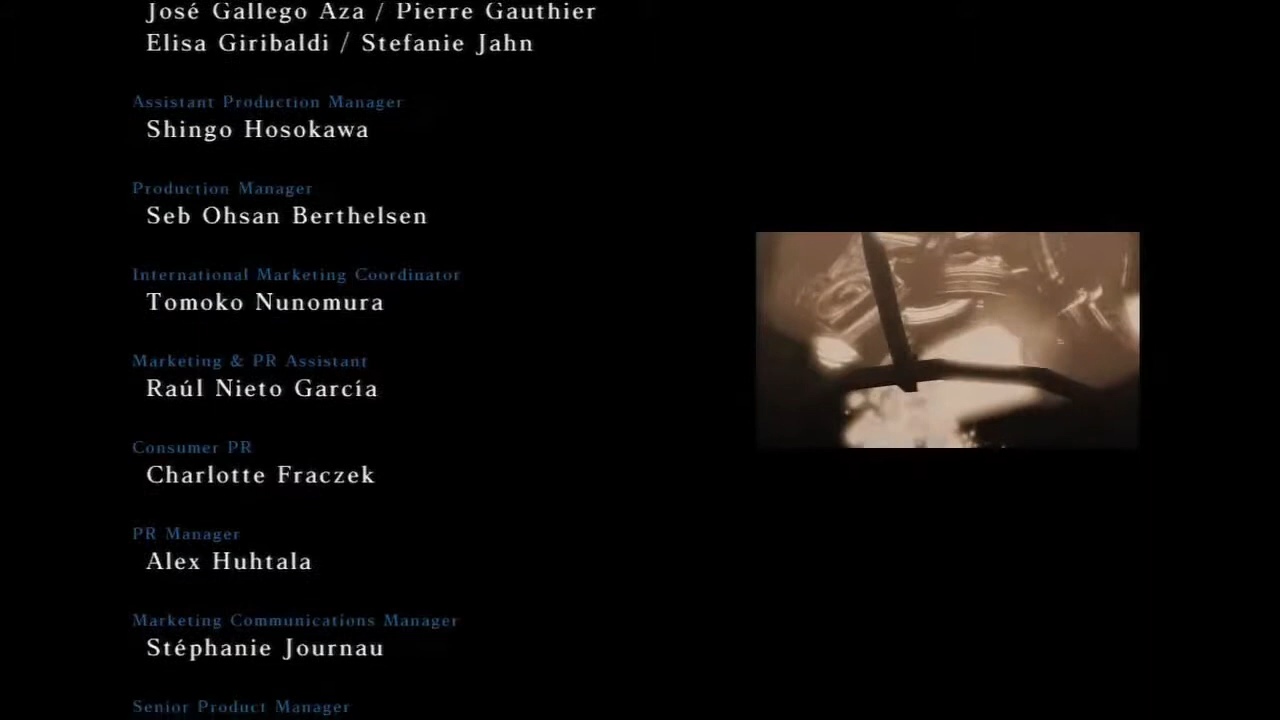 José Gallego Aza / Pierre Gauthier
Elisa Giribaldi / Stefanie Jahn
Assistant Production Manager
Shingo Hosokawa
Production Manager
Seb Ohsan Berthelsen
International Marketing Coordinator
Tomoko Nunomura
Marketing & PR Assistant
Raúl Nieto García
Consumer PR
Charlotte Fraczek
PR Manager
Alex Huhtala
Marketing Communications Manager
Stéphanie Journau
Senior Product Manager